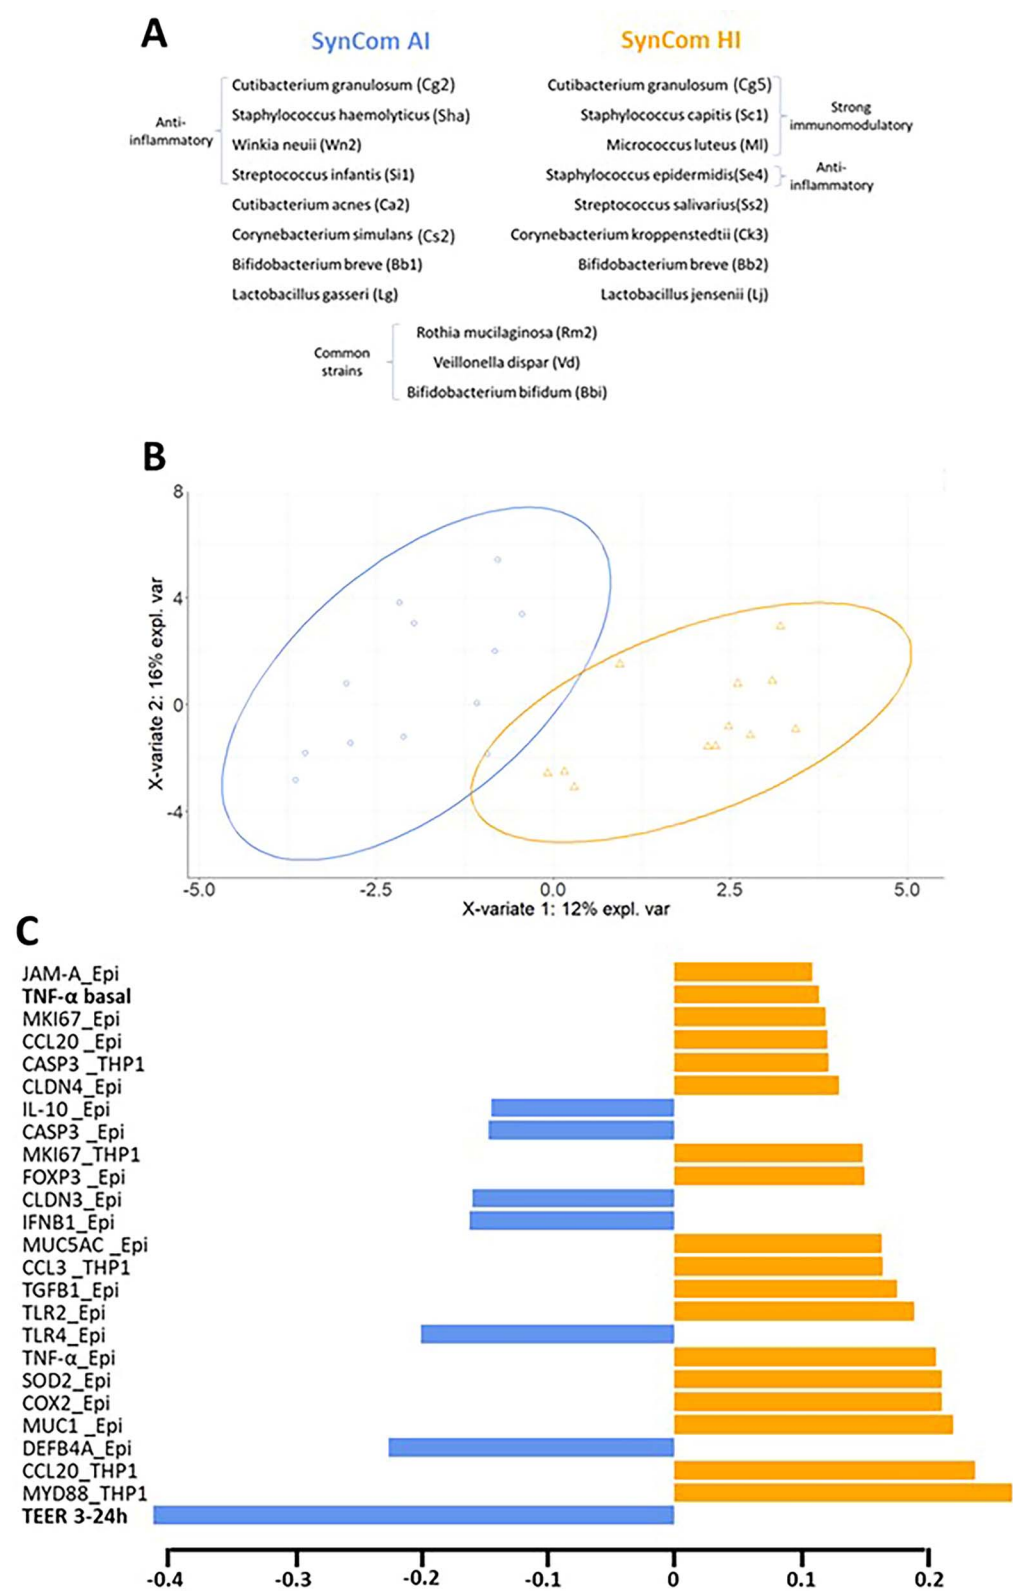 A
SynCom AI
SynCom HI
Cutibacterium granulosum (Cg2)
Staphylococcus haemolyticus (Sha)
Winkia neuii (Wn2)
Streptococcus infantis (Si1)
Anti-
inflammatory
Cutibacterium acnes (Ca2)
Corynebacterium simulans (Cs2)
Bifidobacterium breve (Bb1)
Lactobacillus gasseri (Lg)
Cutibacterium granulosum (Cg5)
Staphylococcus capitis (Sc1)
Micrococcus luteus (Ml)
Strong
immunomodulatory
Staphylococcus epidermidis(Se4)
Anti-
inflammatory
Streptococcus salivarius(Ss2)
Corynebacterium kroppenstedtii (Ck3)
Bifidobacterium breve (Bb2)
Lactobacillus jensenii (Lj)
Common
strains
Rothia mucilaginosa (Rm2)
Veillonella dispar (Vd)
Bifidobacterium bifidum (Bbi)
B
X-variate 2: 16% expl. var
8
4
0
-4
-5.0
-2.5
0.0
2.5
5.0
X-variate 1: 12% expl. var
C
JAM-A_Epi
TNF-α basal
MKI67_Epi
CCL20 _Epi
CASP3 _THP1
CLDN4_Epi
IL-10 _Epi
CASP3 _Epi
MKI67_THP1
FOXP3 _Epi
CLDN3_Epi
IFNB1_Epi
MUC5AC _Epi
CCL3 _THP1
TGFB1_Epi
TLR2_Epi
TLR4_Epi
TNF-α_Epi
SOD2_Epi
COX2_Epi
MUC1 _Epi
DEFB4A_Epi
CCL20_THP1
MYD88_THP1
TEER 3-24h
-0.4
-0.3
-0.2
-0.1
0
0.1
0.2